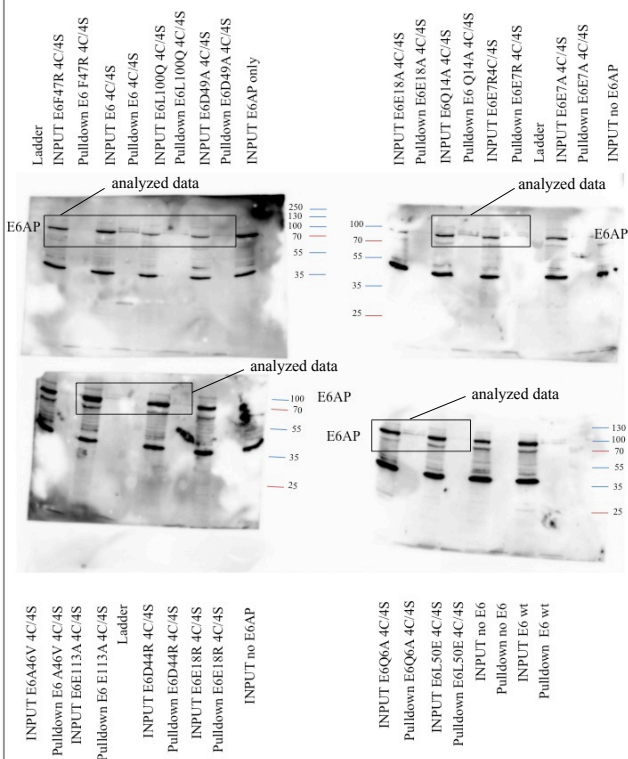 Ladder
INPUT E6F47R 4C/4S
Pulldown E6 F47R 4C/4S
INPUT E6 4C/4S
Pulldown E6 4C/4S
INPUT E6L100Q 4C/4S
Pulldown E6L100Q 4C/4S
INPUT E6D49A 4C/4S
Pulldown E6D49A 4C/4S
INPUT E6AP only
INPUT E6E18A 4C/4S
Pulldown E6E18A 4C/4S
INPUT E6Q14A 4C/4S
Pulldown E6 Q14A 4C/4S
INPUT E6E7R4C/4S
Pulldown E6E7R 4C/4S
Ladder
INPUT E6E7A 4C/4S
Pulldown E6E7A 4C/4S
INPUT no E6AP
analyzed data
E6AP
250
130
100
70
55
35
analyzed data
E6AP
100
70
55
35
25
analyzed data
E6AP
100
70
55
35
25
analyzed data
E6AP
130
100
70
55
35
25
INPUT E6A46V 4C/4S
Pulldown E6 A46V 4C/4S
INPUT E6E113A 4C/4S
Pulldown E6 E113A 4C/4S
Ladder
INPUT E6D44R 4C/4S
Pulldown E6D44R 4C/4S
INPUT E6E18R 4C/4S
Pulldown E6E18R 4C/4S
INPUT no E6AP
INPUT E6Q6A 4C/4S
Pulldown E6Q6A 4C/4S
INPUT E6L50E 4C/4S
Pulldown E6L50E 4C/4S
INPUT no E6
Pulldown no E6
INPUT E6 wt
Pulldown E6 wt